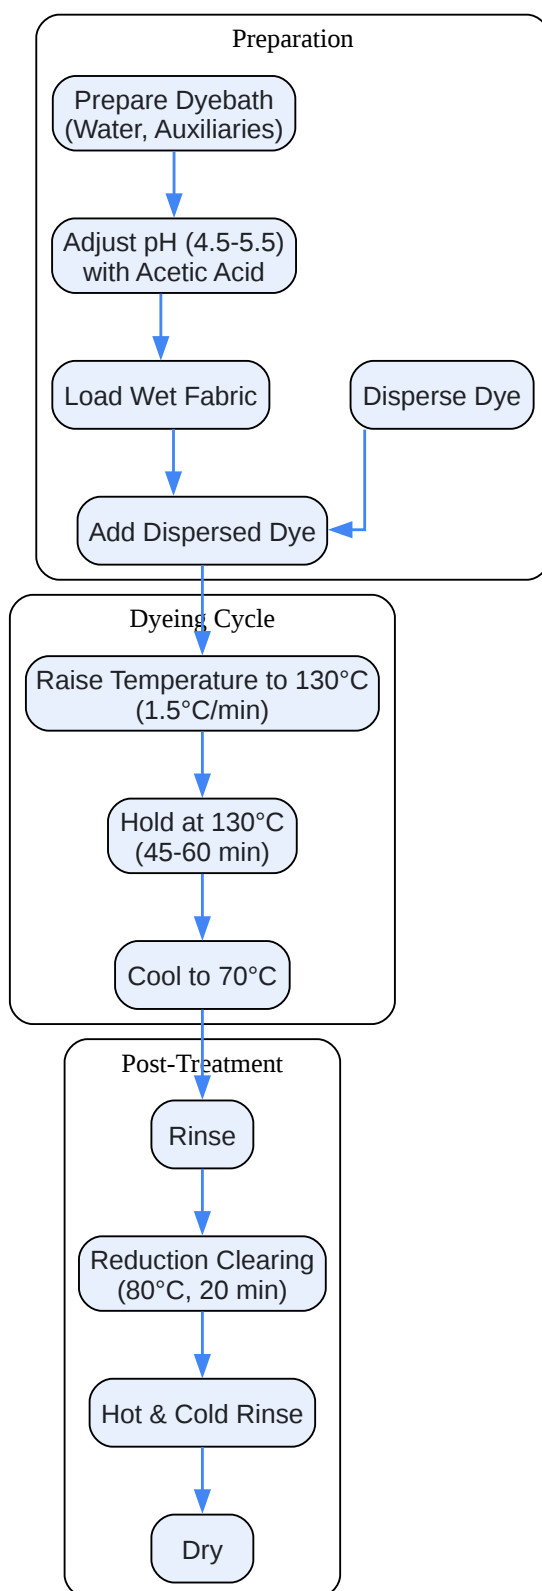 Preparation
Prepare Dyebath
(Water, Auxiliaries)
Adjust pH (4.5-5.5)
with Acetic Acid
Load Wet Fabric
Disperse Dye
Add Dispersed Dye
Dyeing Cycle
Raise Temperature to 130°C
(1.5°C/min)
Hold at 130°C
(45-60 min)
Cool to 70°C
Post-Treatment
Rinse
Reduction Clearing
(80°C, 20 min)
Hot & Cold Rinse
Dry